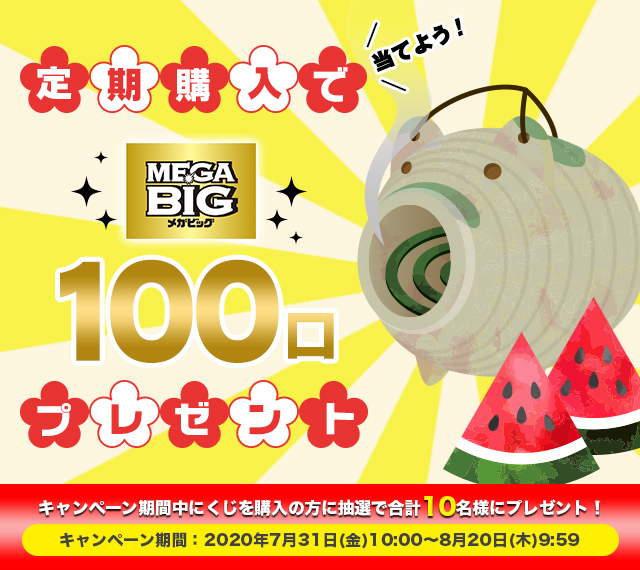 当てよう！
定期購入で
MEGA
BIG
メガビッグ
100口
プレゼント
キャンペーン期間中にくじを購入の方に抽選で合計10名様にプレゼント！
キャンペーン期間：2020年7月31日(金)10:00〜8月20日(木)9:59